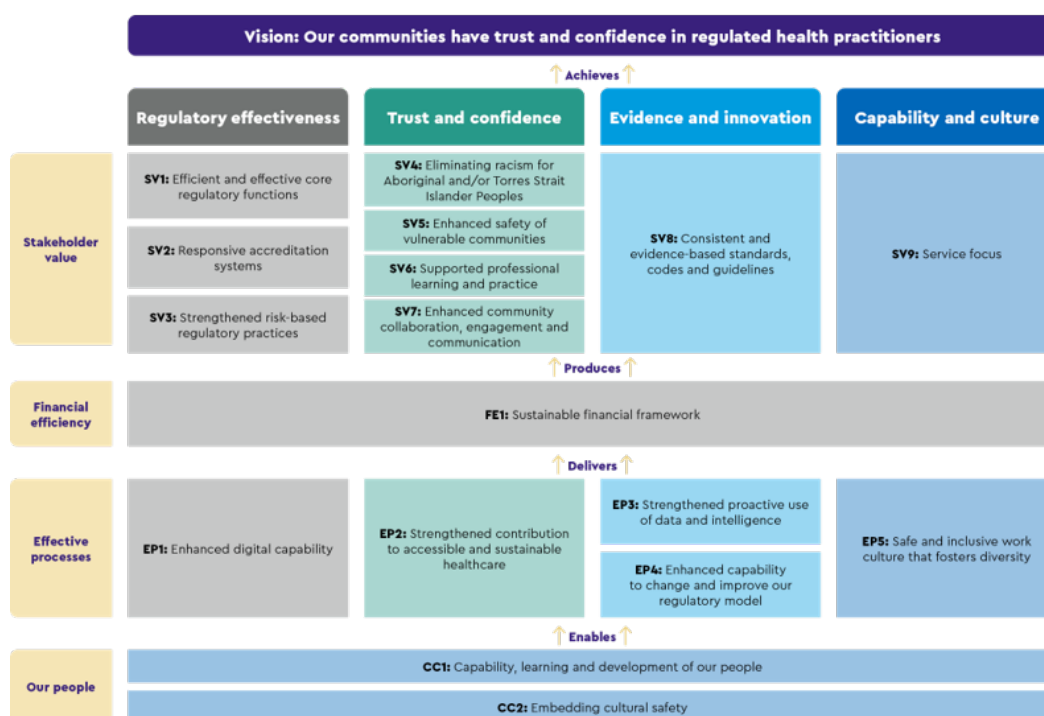 Vision: Our communities have trust and confidence in regulated health practitioners
Achieves
Regulatory effectiveness
Trust and confidence
Evidence and innovation
Capability and culture
Stakeholder
value
SV1: Efficient and effective core
regulatory functions
SV2: Responsive accreditation
systems
SV3: Strengthened risk-based
regulatory practices
SV4: Eliminating racism for
Aboriginal and/or Torres Strait
Islander Peoples
SV5: Enhanced safety of
vulnerable communities
SV6: Supported professional
learning and practice
SV7: Enhanced community
collaboration, engagement and
communication
SV8: Consistent and
evidence-based standards,
codes and guidelines
SV9: Service focus
Produces
Financial
efficiency
FE1: Sustainable financial framework
Delivers
Effective
processes
EP1: Enhanced digital capability
EP2: Strengthened contribution
to accessible and sustainable
healthcare
EP3: Strengthened proactive use
of data and intelligence
EP4: Enhanced capability
to change and improve our
regulatory model
EP5: Safe and inclusive work
culture that fosters diversity
Enables
Our people
CC1: Capability, learning and development of our people
CC2: Embedding cultural safety